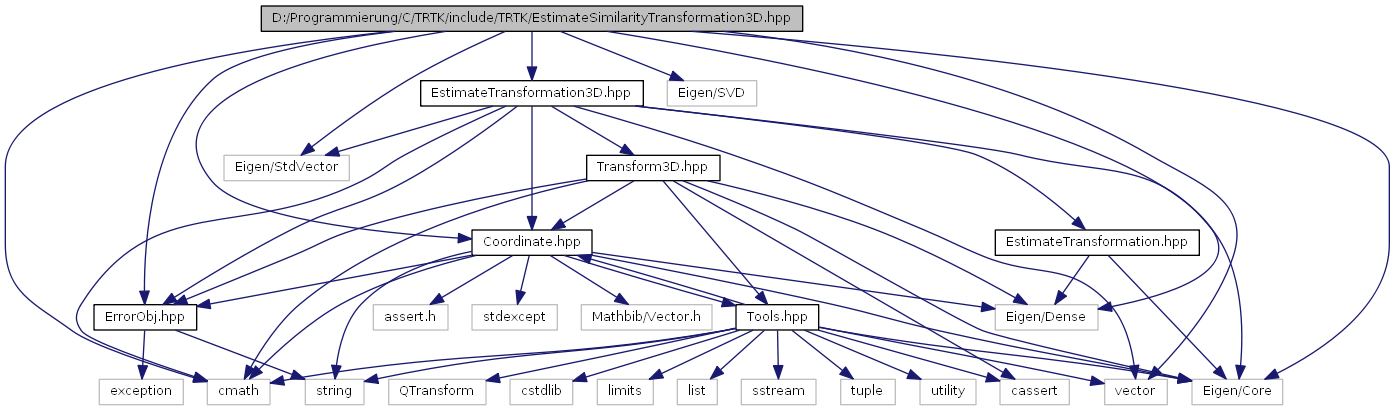 D:/Programmierung/C/TRTK/include/TRTK/EstimateSimilarityTransformation3D.hpp
EstimateTransformation3D.hpp
Eigen/SVD
Eigen/StdVector
Transform3D.hpp
Coordinate.hpp
EstimateTransformation.hpp
ErrorObj.hpp
assert.h
stdexcept
Mathbib/Vector.h
Tools.hpp
Eigen/Dense
exception
cmath
string
QTransform
cstdlib
limits
list
sstream
tuple
utility
cassert
vector
Eigen/Core